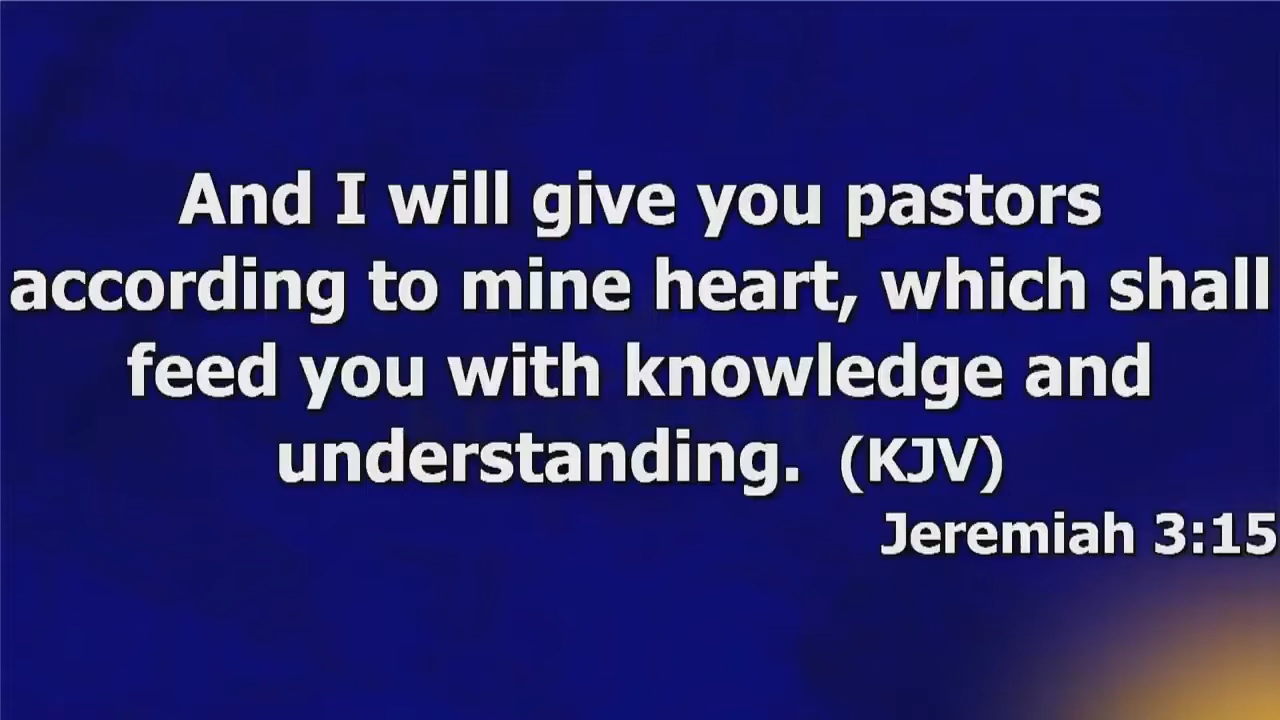 And I will give you pastors
according to mine heart, which shall
feed you with knowledge and
understanding.  (KJV)
Jeremiah 3:15